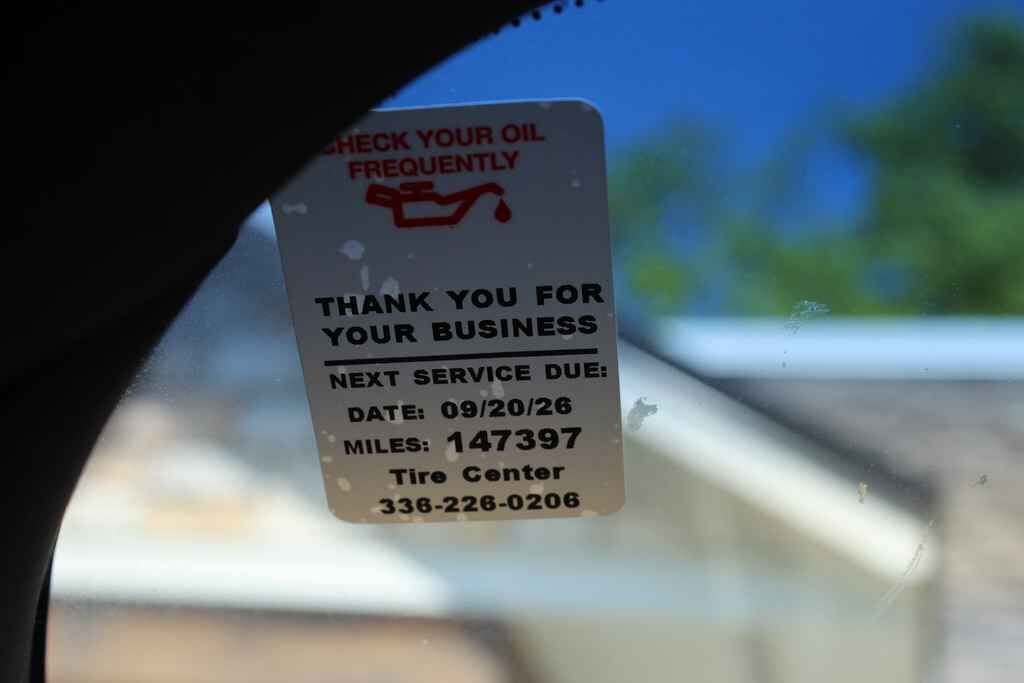 CHECK YOUR OIL
FREQUENTLY
THANK YOU FOR
YOUR BUSINESS
NEXT SERVICE DUE:
DATE: 09/20/26
MILES: 147397
Tire Center
336-226-0206